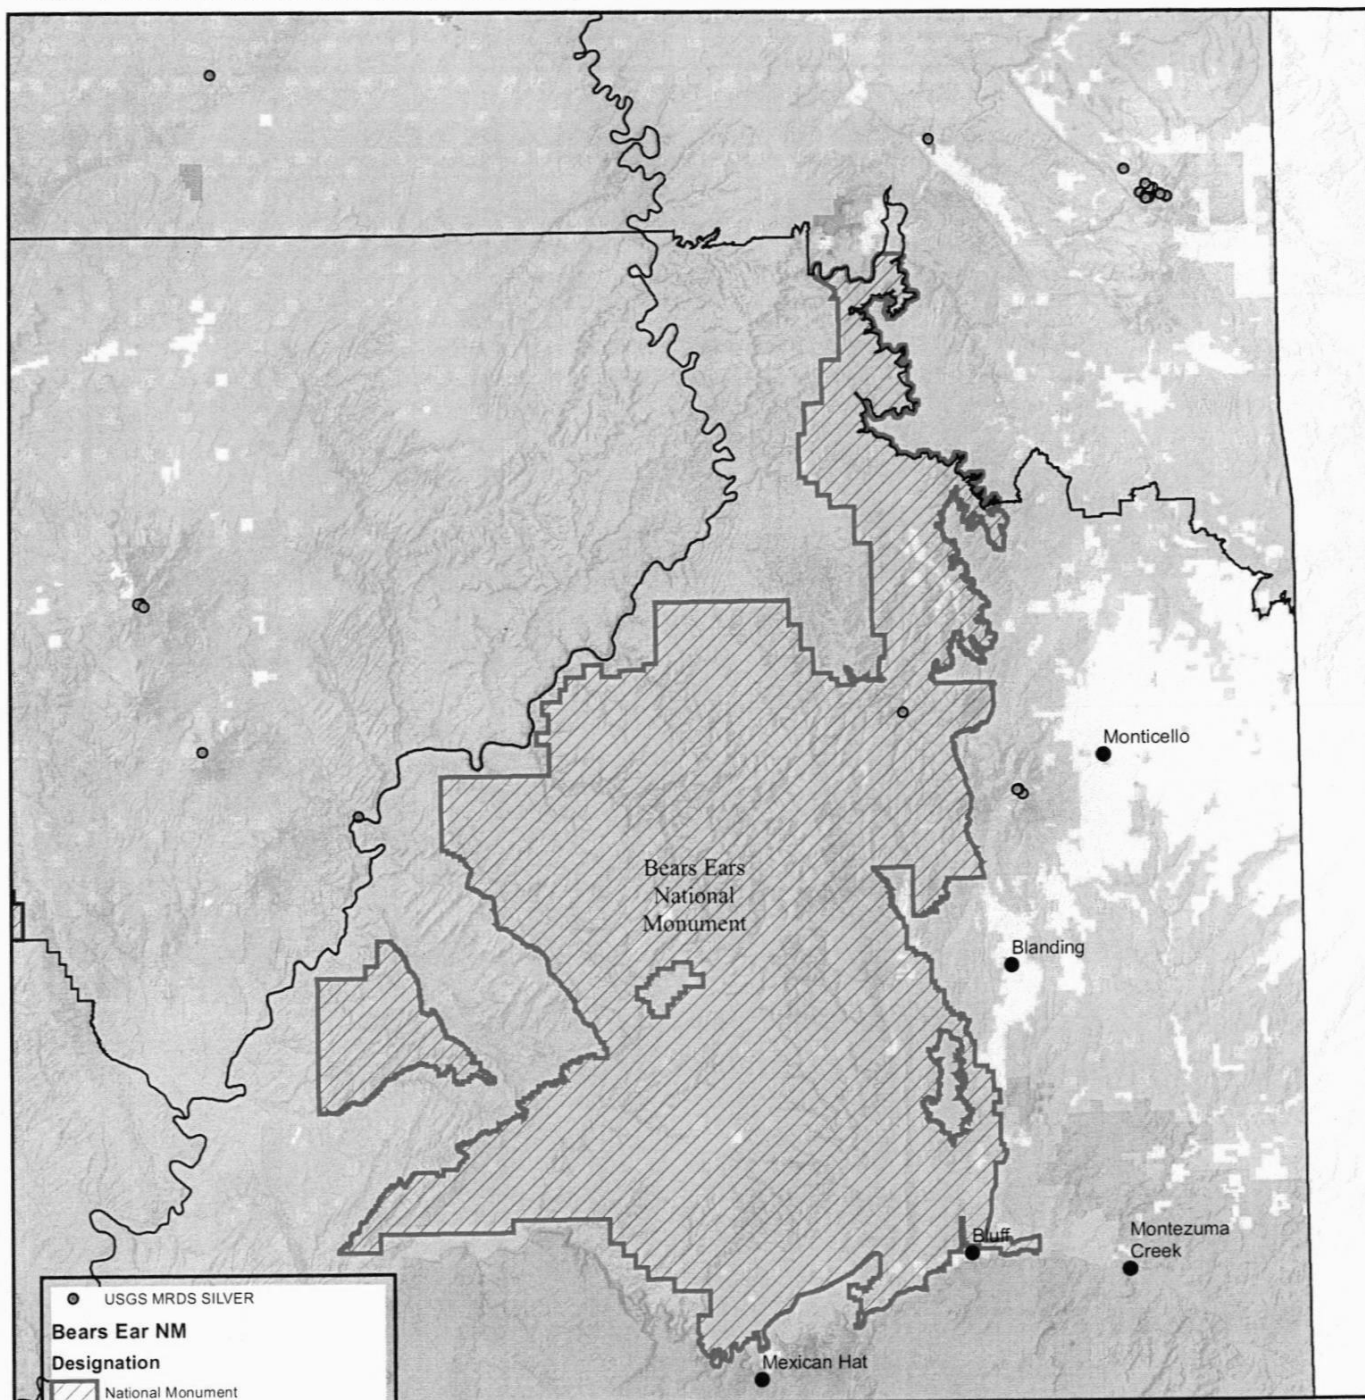 Monticello
Bears Ears
National
Monument
Blanding
Bluff
Montezuma
Creek
Mexican Hat
USGS MRDS SILVER
Bears Ear NM
Designation
National Monument